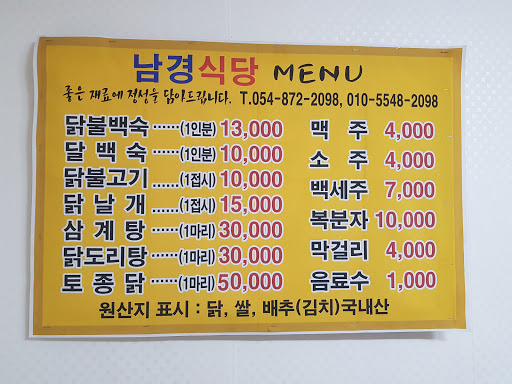 남경식당 MENU
좋은 재료에 정성을 담아드립니다. T.054-872-2098, 010-5548-2098
닭불백숙······(1인분) 13,000
달백숙······(1인분) 10,000
닭불고기......(1접시) 10,000
닭날개......(1접시) 15,000
삼계탕······(1마리) 30,000
닭도리탕······(1마리) 30,000
토종닭······(1마리) 50,000
맥주 4,000
소주 4,000
백세주 7,000
복분자 10,000
막걸리 4,000
음료수 1,000
원산지 표시 : 닭, 쌀, 배추(김치)국내산